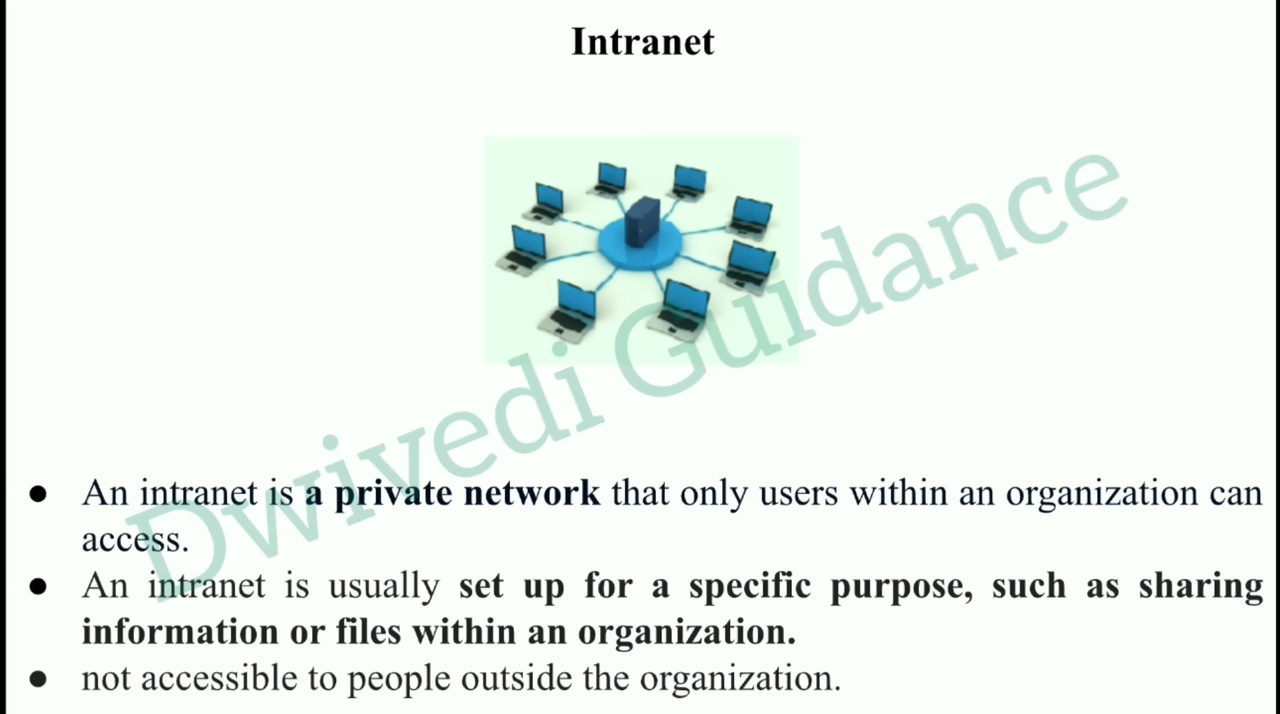 Intranet
Dwivedi Guidance
● An intranet is a private network that only users within an organization can
access.
● An intranet is usually set up for a specific purpose, such as sharing
information or files within an organization.
● not accessible to people outside the organization.